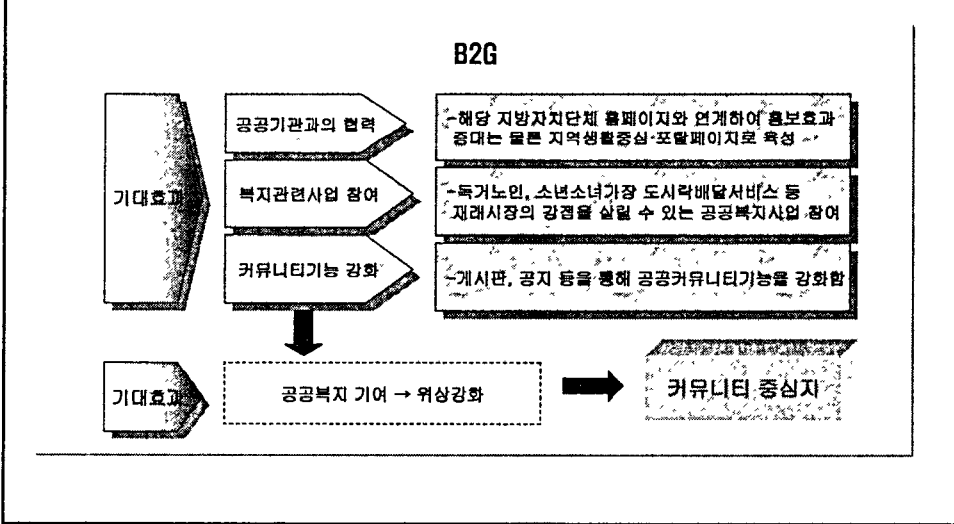 B2G
기대효과
공공기관과의 협력
-해당 지방자치단체 홈페이지와 연계하여 홍보효과
증대는 물론 지역생활중심 포탈페이지로 육성
복지관련사업 참여
-독거노인, 소년소녀가장 도시락배달서비스 등
재래시장의 강점을 살릴 수 있는 공공복지사업 참여
커뮤니티기능 강화
-게시판, 공지 등을 통해 공공커뮤니티기능을 강화함
기대효과
공공복지 기여 → 위상강화
커뮤니티 중심지